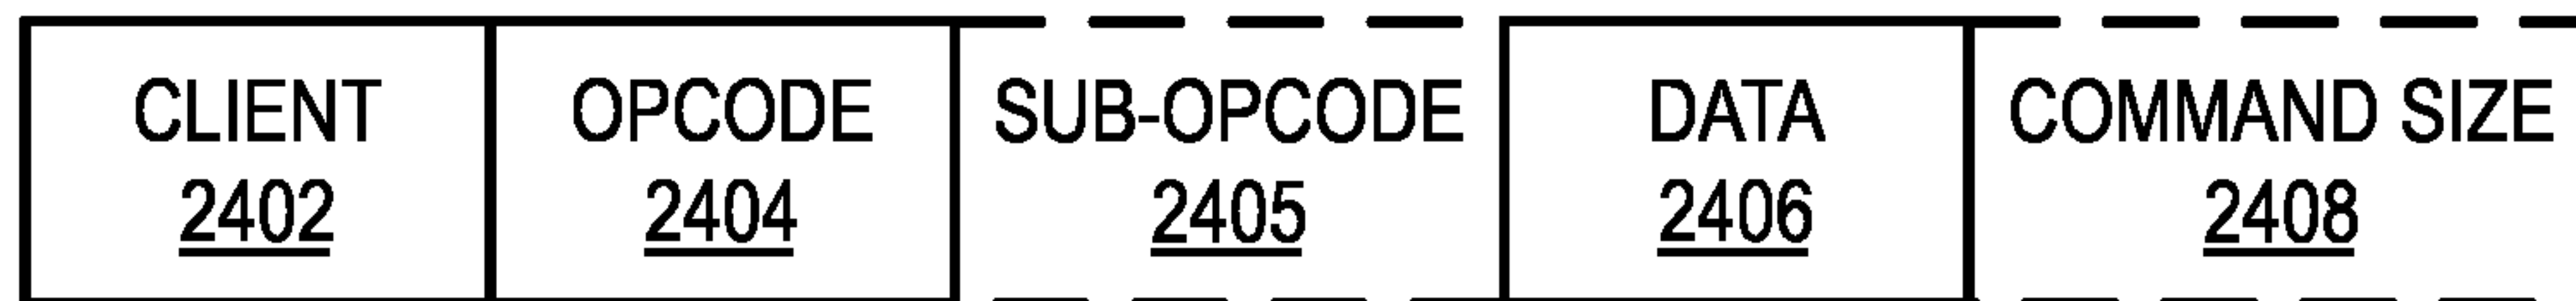 CLIENT OPCODE SUB-OPCODE DATA COMMAND SIZE
2402 2404 2405 2406 2408